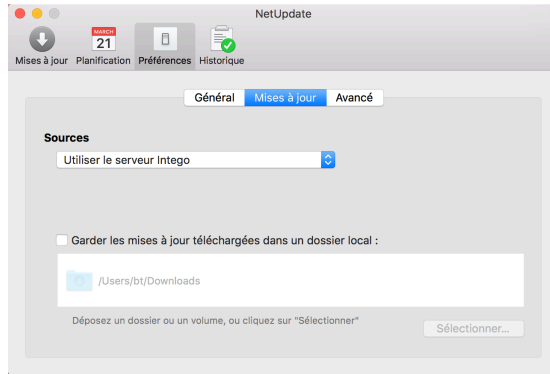 NetUpdate
MARCH
21
Mises à jour Planification Préférences Historique
Général Mises à jour Avancé
Sources
Utiliser le serveur Intego
Garder les mises à jour téléchargées dans un dossier local :
/Users/bt/Downloads
Déposez un dossier ou un volume, ou cliquez sur "Sélectionner"
Sélectionner...